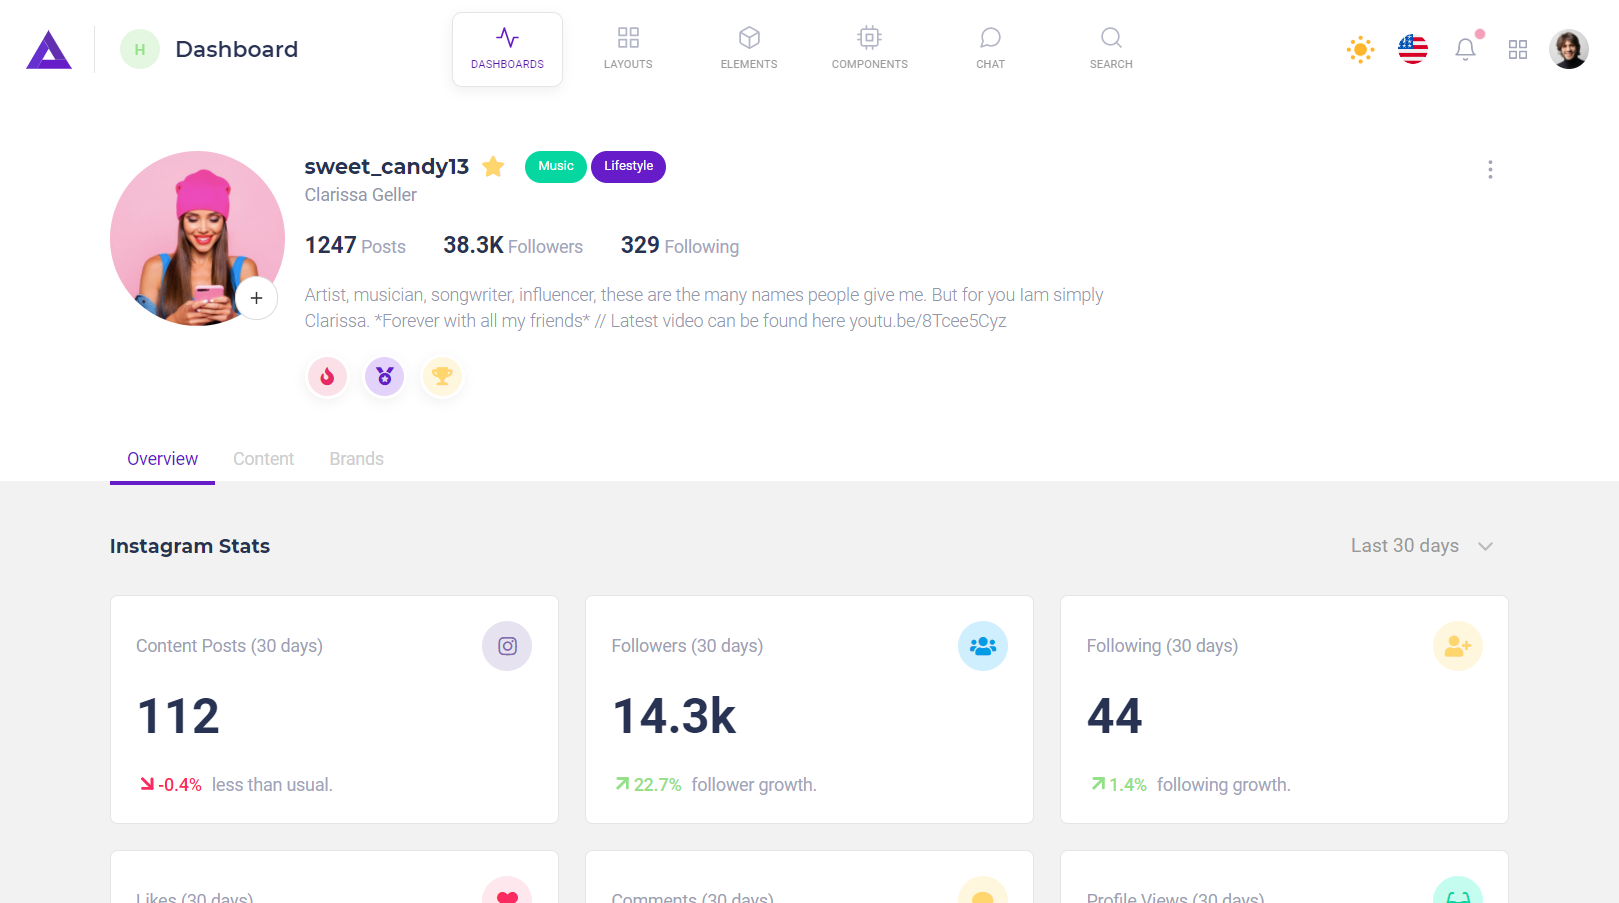 H Dashboard
DASHBOARDS LAYOUTS ELEMENTS COMPONENTS CHAT SEARCH
sweet_candy13 Music Lifestyle
Clarissa Geller
1247 Posts 38.3K Followers 329 Following
Artist, musician, songwriter, influencer, these are the many names people give me. But for you Iam simply
Clarissa. *Forever with all my friends* // Latest video can be found here youtu.be/8Tcee5Cyz
Overview Content Brands
Instagram Stats Last 30 days
Content Posts (30 days) Followers (30 days) Following (30 days)
112 14.3k 44
-0.4% less than usual. 22.7% follower growth. 1.4% following growth.
Likes (30 days) Comments (30 days) Profile Views (30 days)